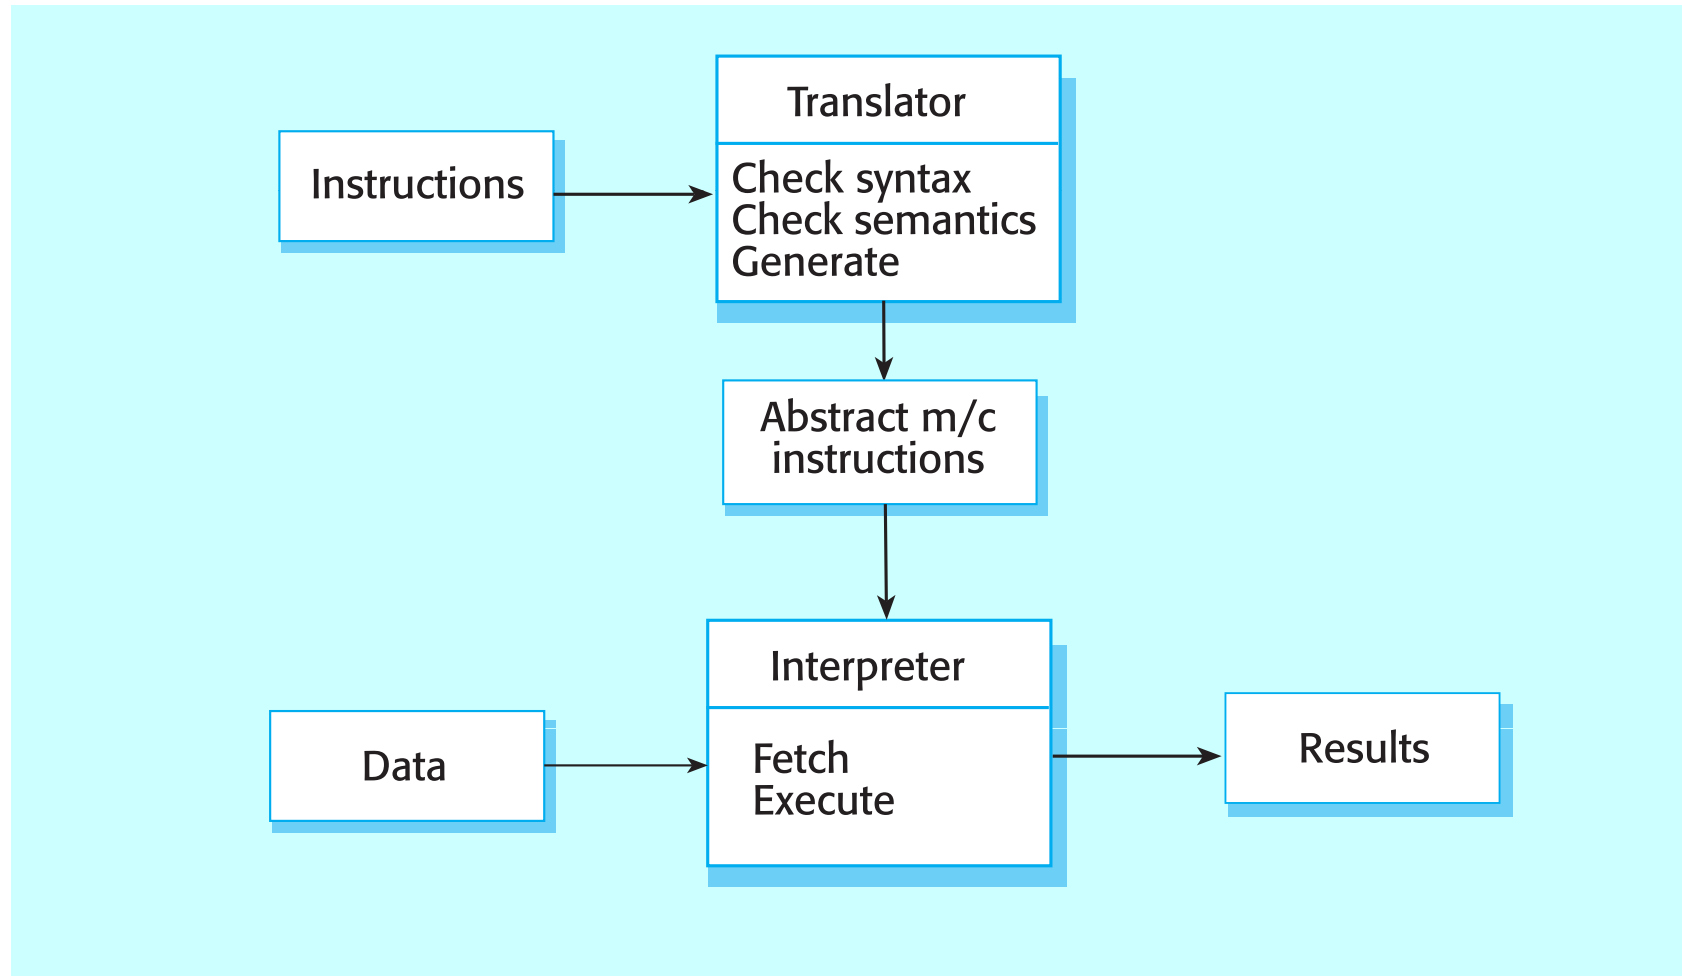 Translator
Instructions
Check syntax
Check semantics
Generate
Abstract m/c
instructions
Interpreter
Data
Fetch
Execute
Results